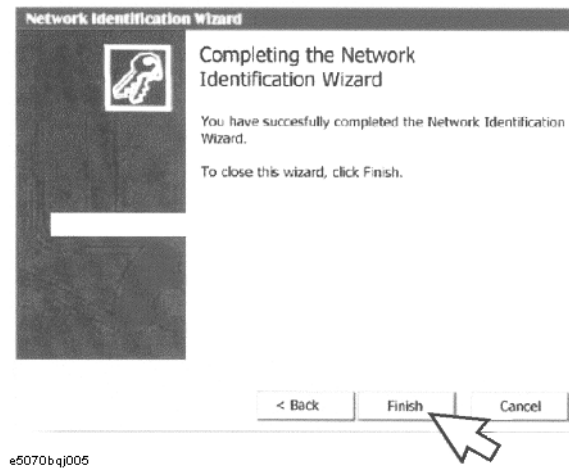 Network Identification Wizard
Completing the Network
Identification Wizard
You have succesfully completed the Network Identification
Wizard.
To close this wizard, click Finish.
< Back
Finish
Cancel
e5070bqj005